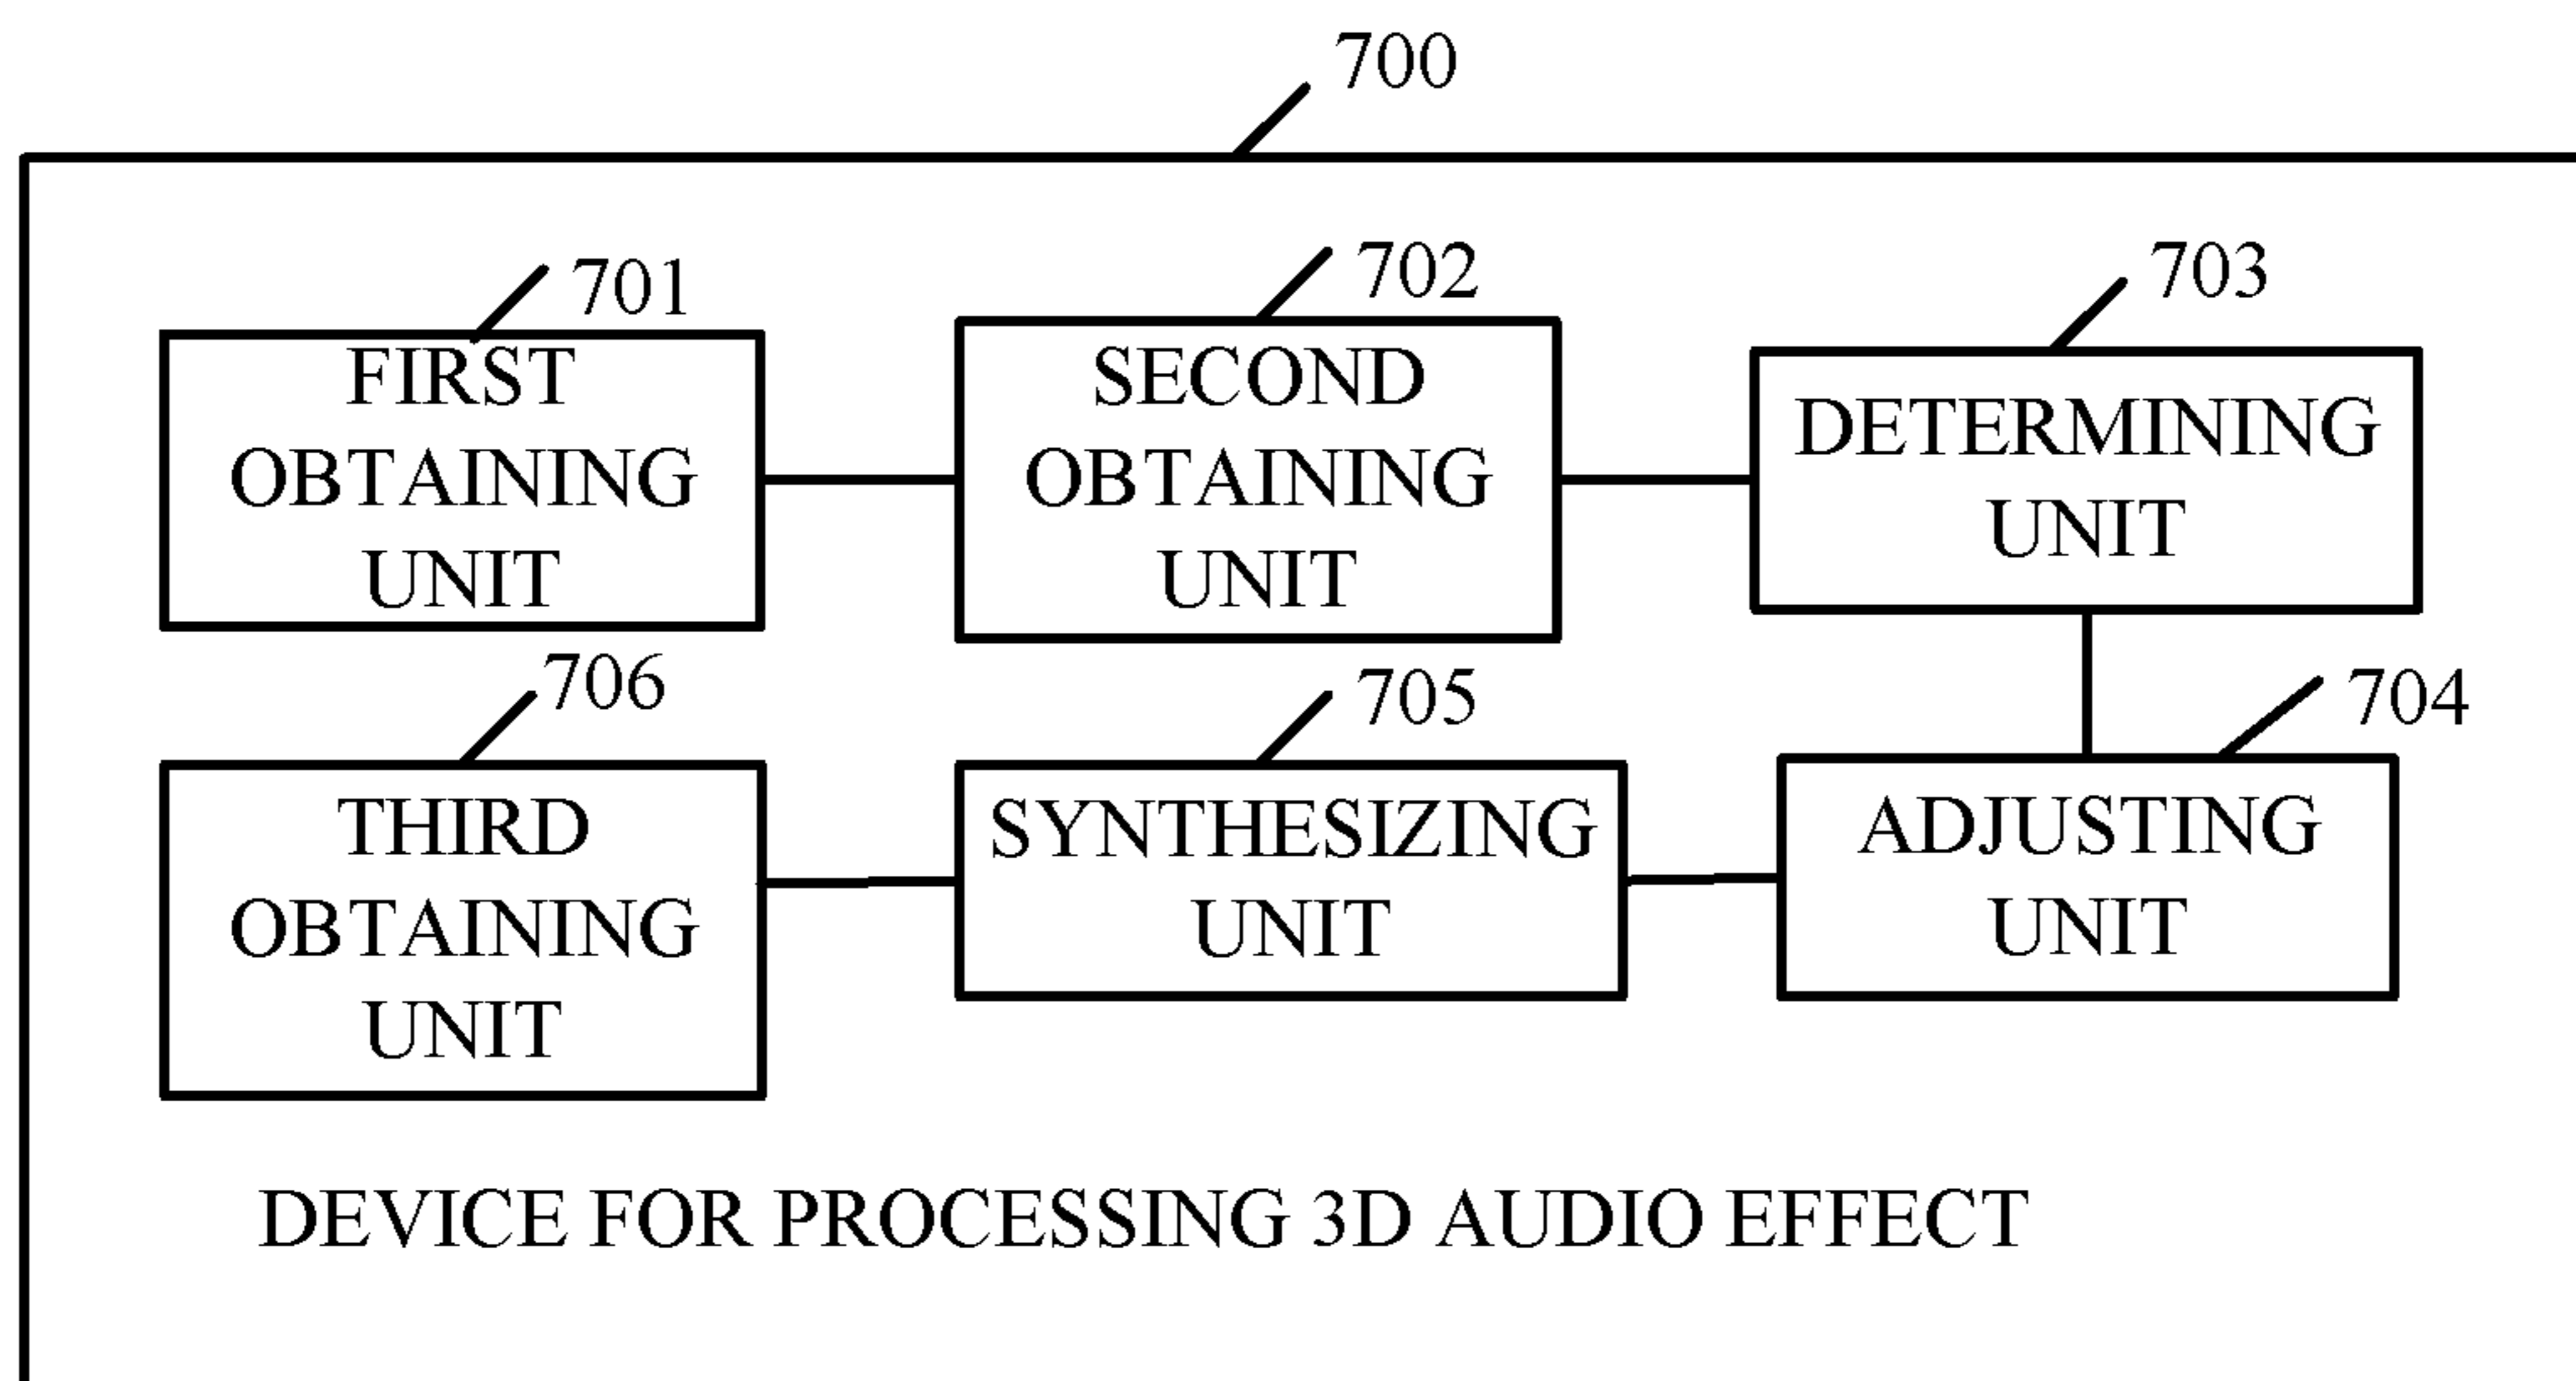 700
701
FIRST
OBTAINING
UNIT
702
SECOND
OBTAINING
UNIT
703
DETERMINING
UNIT
706
THIRD
OBTAINING
UNIT
705
SYNTHESIZING
UNIT
704
ADJUSTING
UNIT
DEVICE FOR PROCESSING 3D AUDIO EFFECT